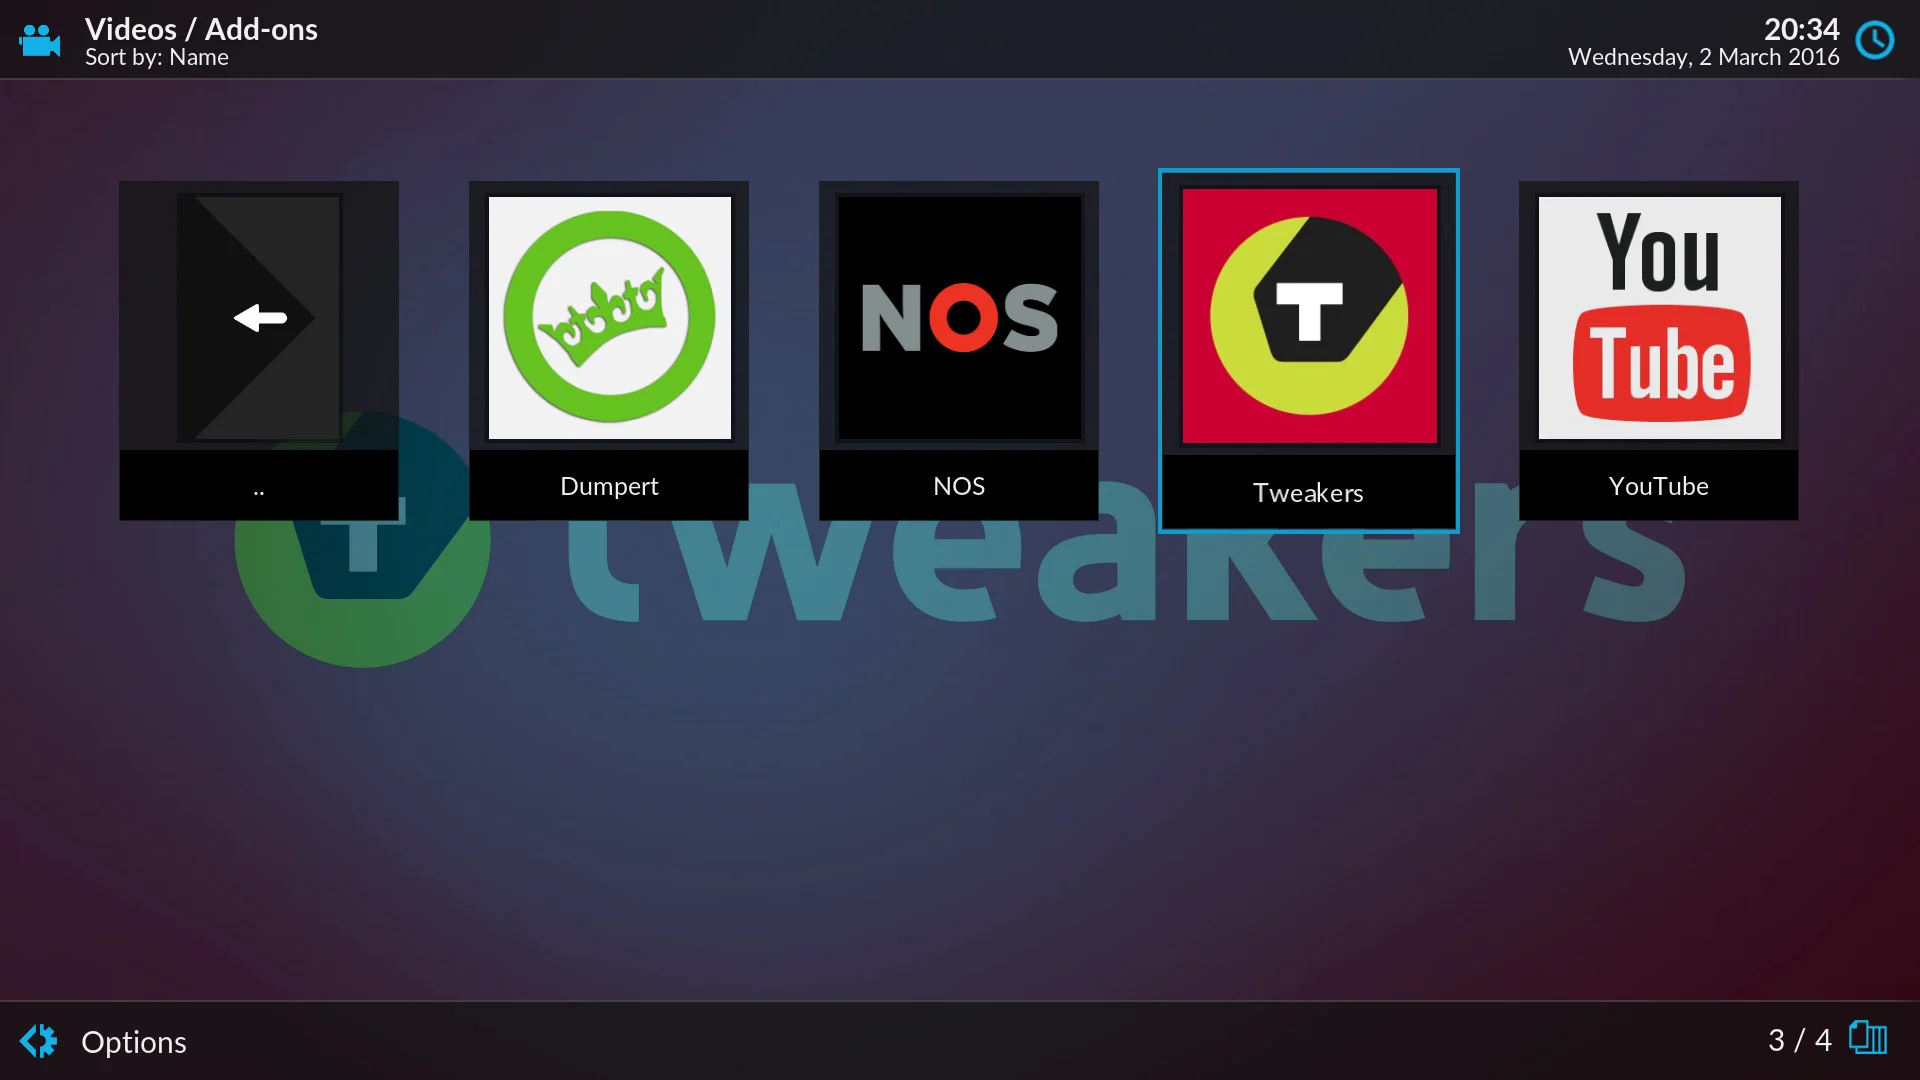 Videos / Add-ons
Sort by: Name
20:34
Wednesday, 2 March 2016
You
Tube
NOS
T
..
Dumpert
NOS
Tweakers
YouTube
T
tweakers
Options
3 / 4